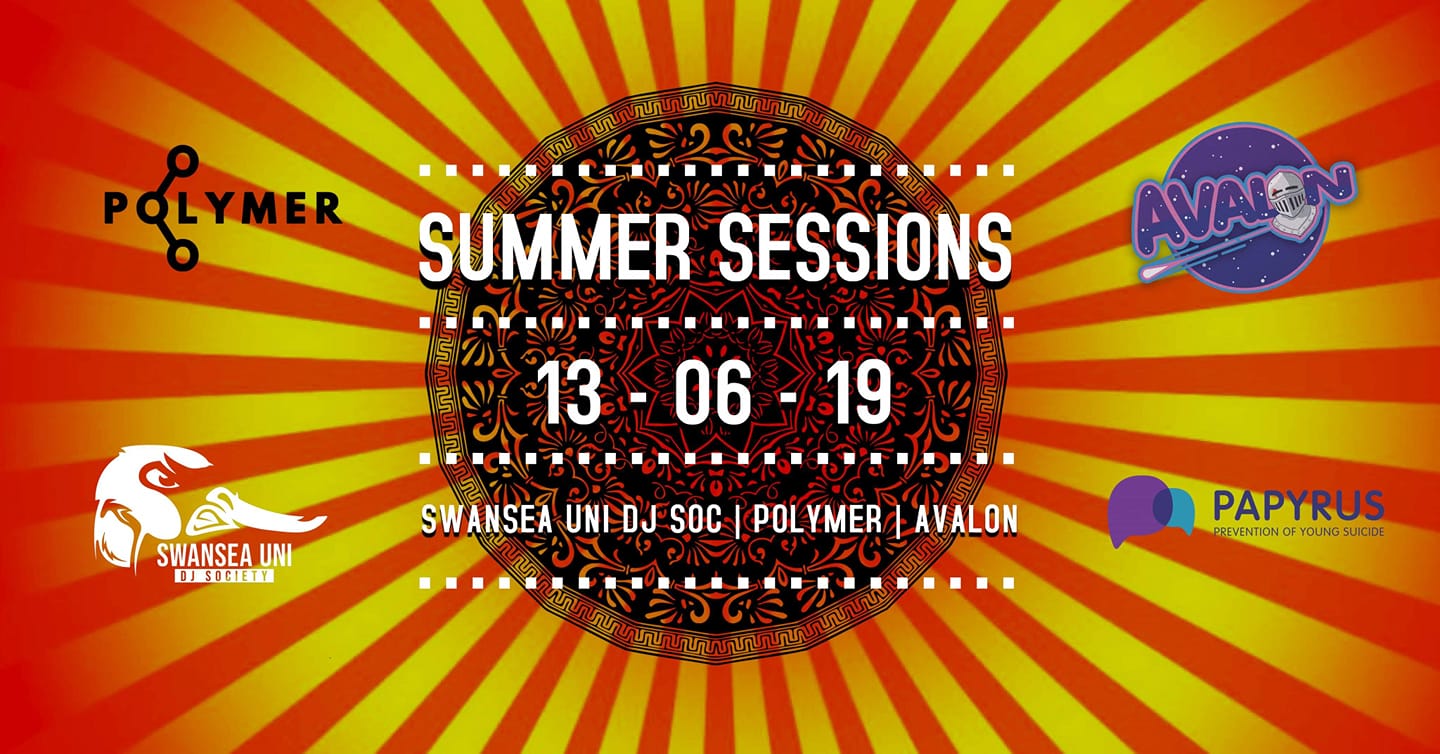 POLYMER
AVALON
SUMMER SESSIONS
13 - 06 - 19
SWANSEA UNI DJ SOC | POLYMER | AVALON
SWANSEA UNI
DJ SOCIETY
PAPYRUS
PREVENTION OF YOUNG SUICIDE